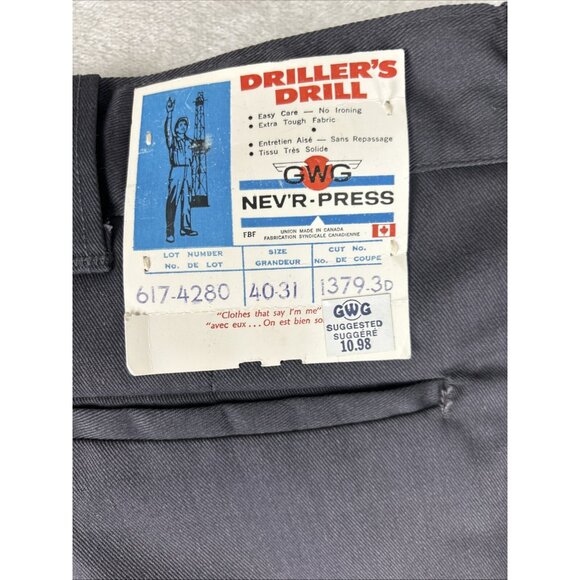 DRILLER'S
DRILL
• Easy Care — No Ironing
• Extra Tough Fabric
•
• Entretien Aisé — Sans Repassage
• Tissu Très Solide
GWG
NEV'R-PRESS
FBF
UNION MADE IN CANADA
FABRICATION SYNDICALE CANADIENNE
LOT NUMBER SIZE CUT No.
No. DE LOT GRANDEUR No. DE COUPE
617-4280 40-31 1379-3D
"Clothes that say I'm me"
"avec eux... On est bien
GWG
SUGGESTED
SUGGÉRÉ
10.98